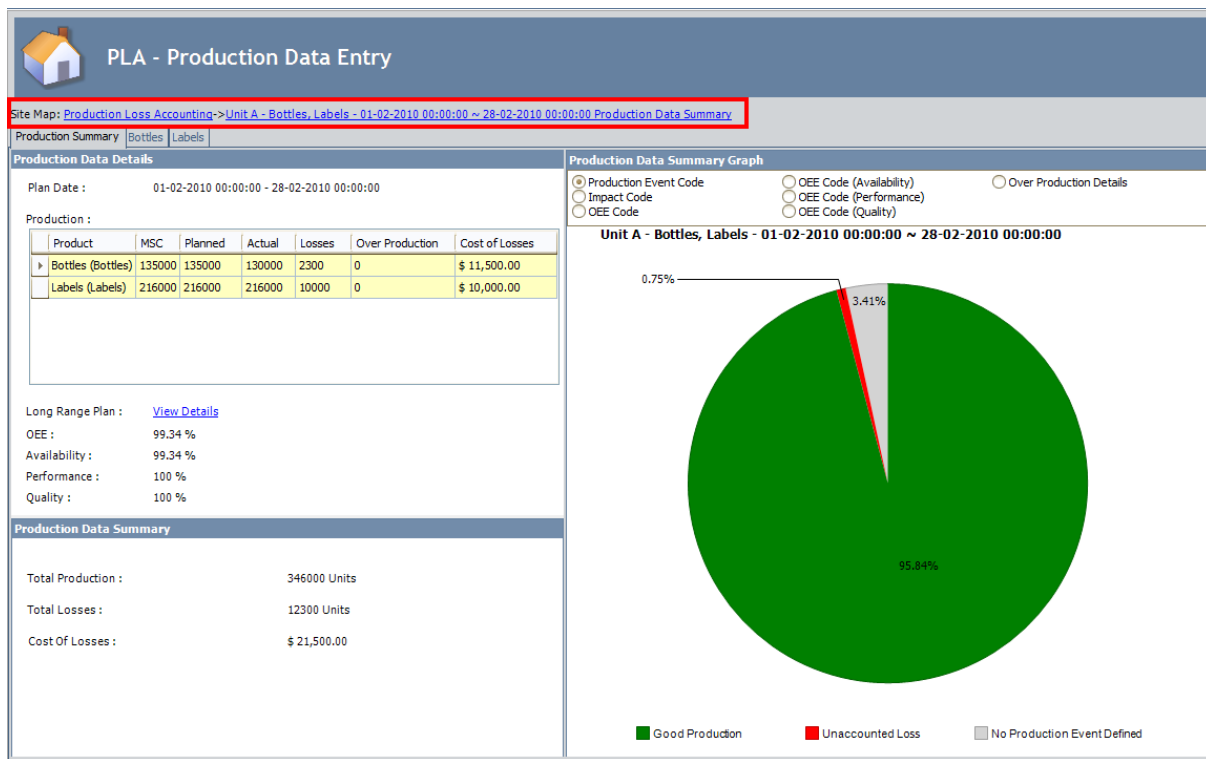 PLA - Production Data Entry
Site Map: Production Loss Accounting->Unit A - Bottles, Labels - 01-02-2010 00:00:00 ~ 28-02-2010 00:00:00 Production Data Summary
Production Summary Bottles Labels
Production Data Details
Plan Date : 01-02-2010 00:00:00 - 28-02-2010 00:00:00
Production :
Product MSC Planned Actual Losses Over Production Cost of Losses
Bottles (Bottles) 135000 135000 130000 2300 0 $ 11,500.00
Labels (Labels) 216000 216000 216000 10000 0 $ 10,000.00
Long Range Plan : View Details
OEE : 99.34 %
Availability : 99.34 %
Performance : 100 %
Quality : 100 %
Production Data Summary
Total Production : 346000 Units
Total Losses : 12300 Units
Cost Of Losses : $ 21,500.00
Production Data Summary Graph
Production Event Code OEE Code (Availability) Over Production Details
Impact Code OEE Code (Performance)
OEE Code OEE Code (Quality)
Unit A - Bottles, Labels - 01-02-2010 00:00:00 ~ 28-02-2010 00:00:00
0.75%
3.41%
95.84%
Good Production Unaccounted Loss No Production Event Defined